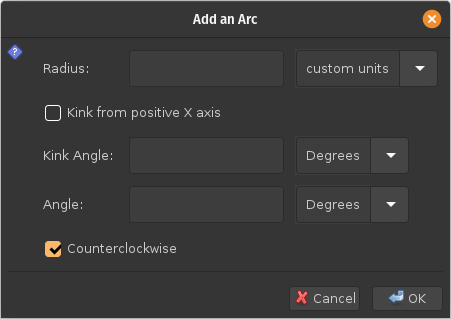 Add an Arc
Radius:
custom units
Kink from positive X axis
Kink Angle:
Degrees
Angle:
Degrees
Counterclockwise
Cancel
OK